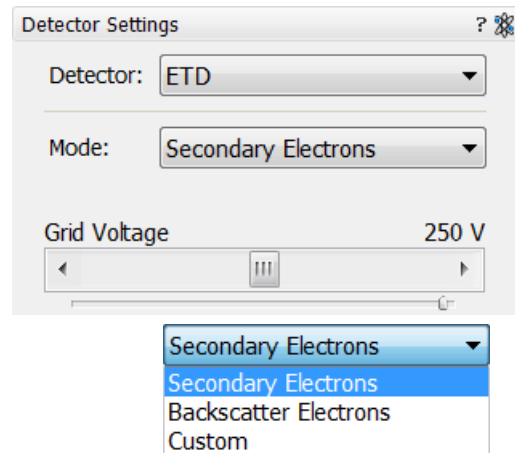 Detector Settings ?
Detector: ETD
Mode: Secondary Electrons
Grid Voltage 250 V
Secondary Electrons
Secondary Electrons
Backscatter Electrons
Custom